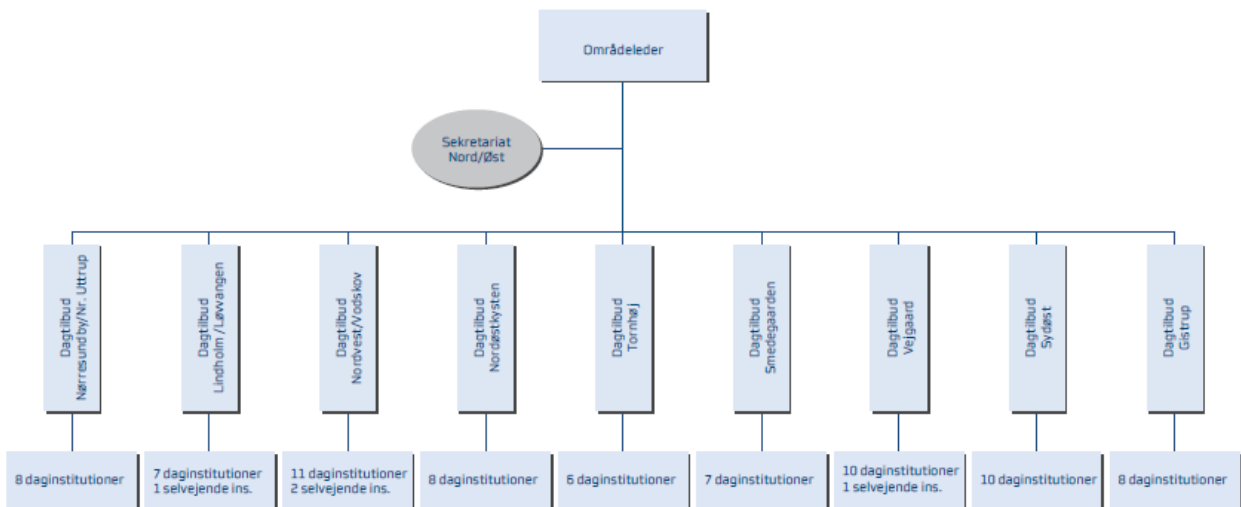 Områdeleder
Sekretariat
Nord/Øst
Dagtilbud
Nørresundby/Nr. Uttrup
Dagtilbud
Lindholm /Løvvangen
Dagtilbud
Nordvest/Vodskov
Dagtilbud
Nordøstkysten
Dagtilbud
Tornhøj
Dagtilbud
Smedegaarden
Dagtilbud
Vejgaard
Dagtilbud
Sydøst
Dagtilbud
Gistrup
8 daginstitutioner
7 daginstitutioner
1 selvejende ins.
11 daginstitutioner
2 selvejende ins.
8 daginstitutioner
6 daginstitutioner
7 daginstitutioner
10 daginstitutioner
1 selvejende ins.
10 daginstitutioner
8 daginstitutioner